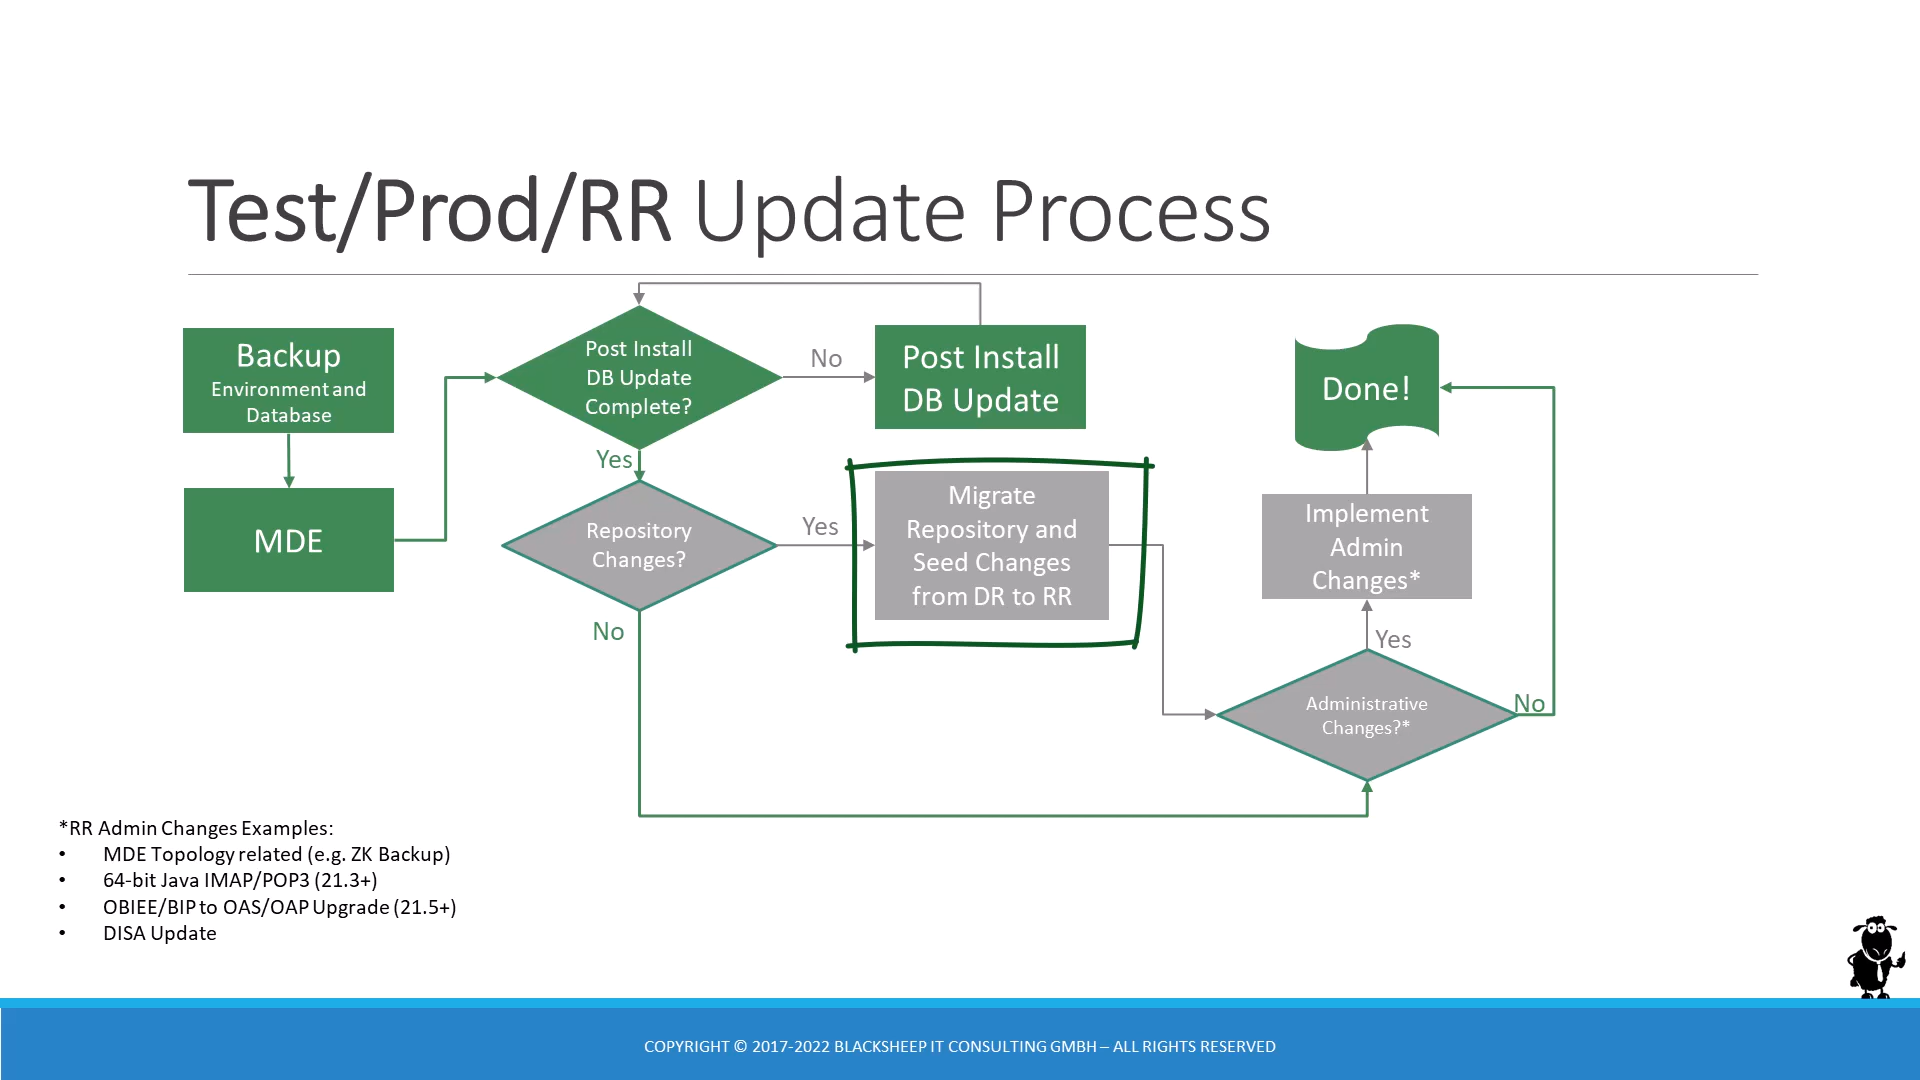 Test/Prod/RR Update Process
Backup
Environment and
Database
MDE
Post Install
DB Update
Complete?
No
Post Install
DB Update
Yes
Repository
Changes?
Yes
Migrate
Repository and
Seed Changes
from DR to RR
No
Done!
Implement
Admin
Changes*
Yes
Administrative
Changes?*
No
*RR Admin Changes Examples:
• MDE Topology related (e.g. ZK Backup)
• 64-bit Java IMAP/POP3 (21.3+)
• OBIEE/BIP to OAS/OAP Upgrade (21.5+)
• DISA Update
COPYRIGHT © 2017-2022 BLACKSHEEP IT CONSULTING GMBH – ALL RIGHTS RESERVED